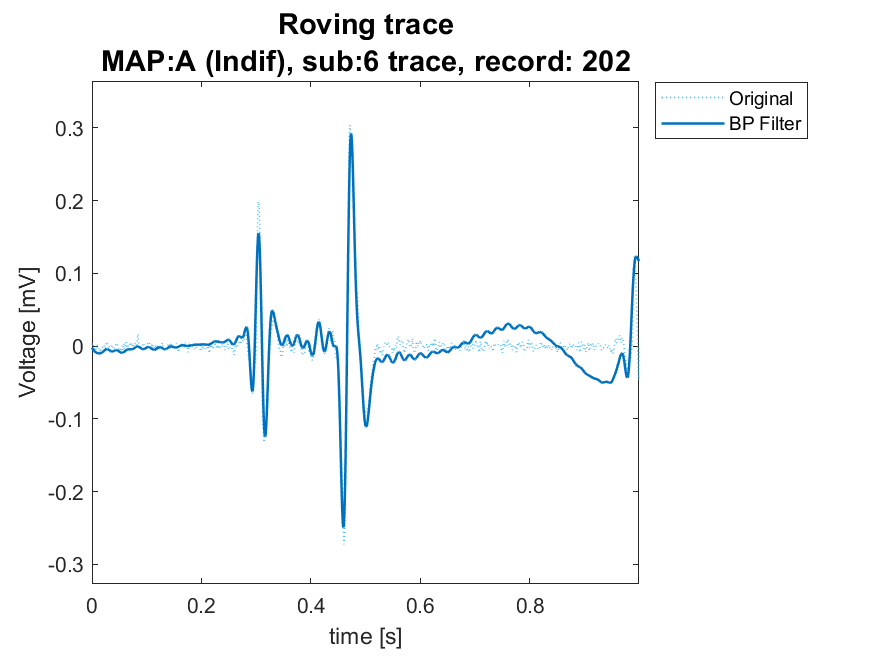 Roving trace
MAP:A (Indif), sub:6 trace, record: 202
Original
BP Filter
0.3
0.2
0.1
0
-0.1
-0.2
-0.3
Voltage [mV]
0 0.2 0.4 0.6 0.8
time [s]